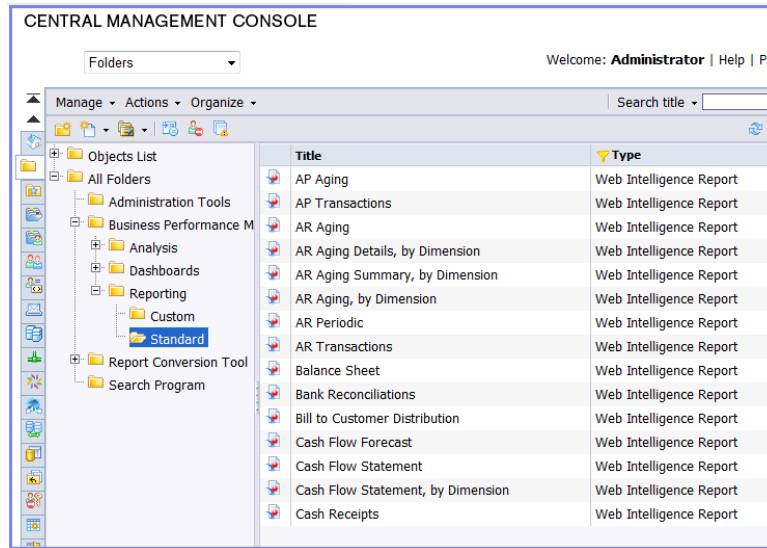 CENTRAL MANAGEMENT CONSOLE
Folders
Welcome: Administrator | Help | P
Manage Actions Organize
Search title
Objects List
All Folders
Administration Tools
Business Performance M
Analysis
Dashboards
Reporting
Custom
Standard
Report Conversion Tool
Search Program
Title Type
AP Aging Web Intelligence Report
AP Transactions Web Intelligence Report
AR Aging Web Intelligence Report
AR Aging Details, by Dimension Web Intelligence Report
AR Aging Summary, by Dimension Web Intelligence Report
AR Aging, by Dimension Web Intelligence Report
AR Periodic Web Intelligence Report
AR Transactions Web Intelligence Report
Balance Sheet Web Intelligence Report
Bank Reconciliations Web Intelligence Report
Bill to Customer Distribution Web Intelligence Report
Cash Flow Forecast Web Intelligence Report
Cash Flow Statement Web Intelligence Report
Cash Flow Statement, by Dimension Web Intelligence Report
Cash Receipts Web Intelligence Report